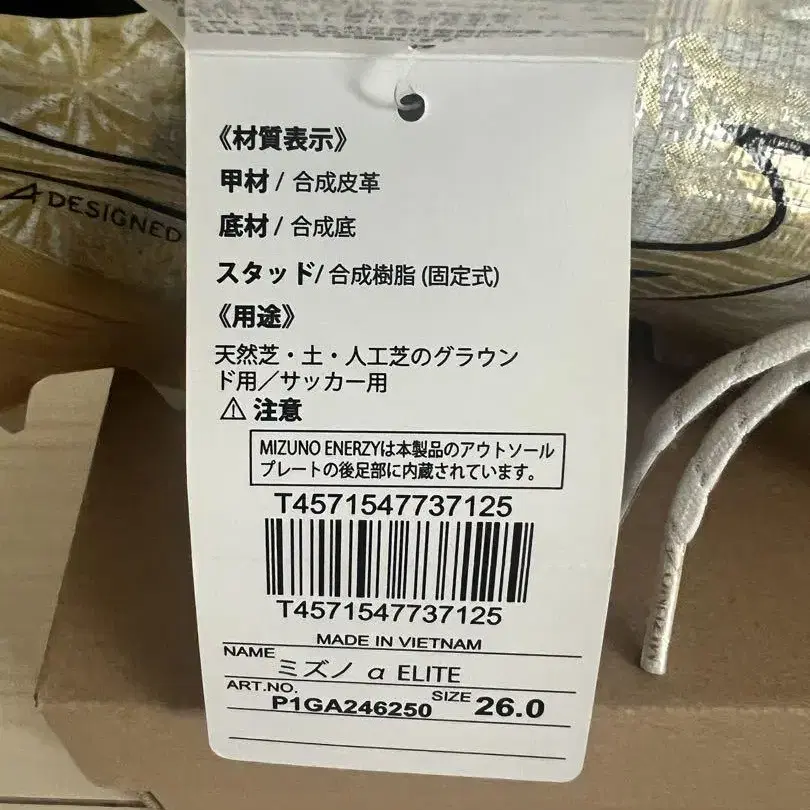 《材質表示》
甲材 / 合成皮革
底材 / 合成底
スタッド/ 合成樹脂 (固定式)
《用途》
天然芝・土・人工芝のグラウン
ド用／サッカー用
⚠ 注意
MIZUNO ENERZYは本製品のアウトソール
プレートの後足部に内蔵されています。
T4571547737125
T4571547737125
MADE IN VIETNAM
NAME ミズノ α ELITE
ART.NO. P1GA246250 SIZE 26.0
DESIGNED